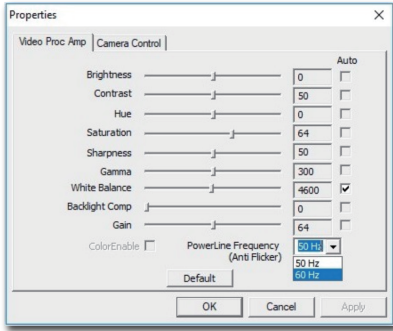 Properties
Video Proc Amp Camera Control
Auto
Brightness 0
Contrast 50
Hue 0
Saturation 64
Sharpness 50
Gamma 300
White Balance 4600
Backlight Comp 0
Gain 64
ColorEnable PowerLine Frequency 50 Hz
(Anti Flicker)
50 Hz
60 Hz
Default
OK Cancel Apply